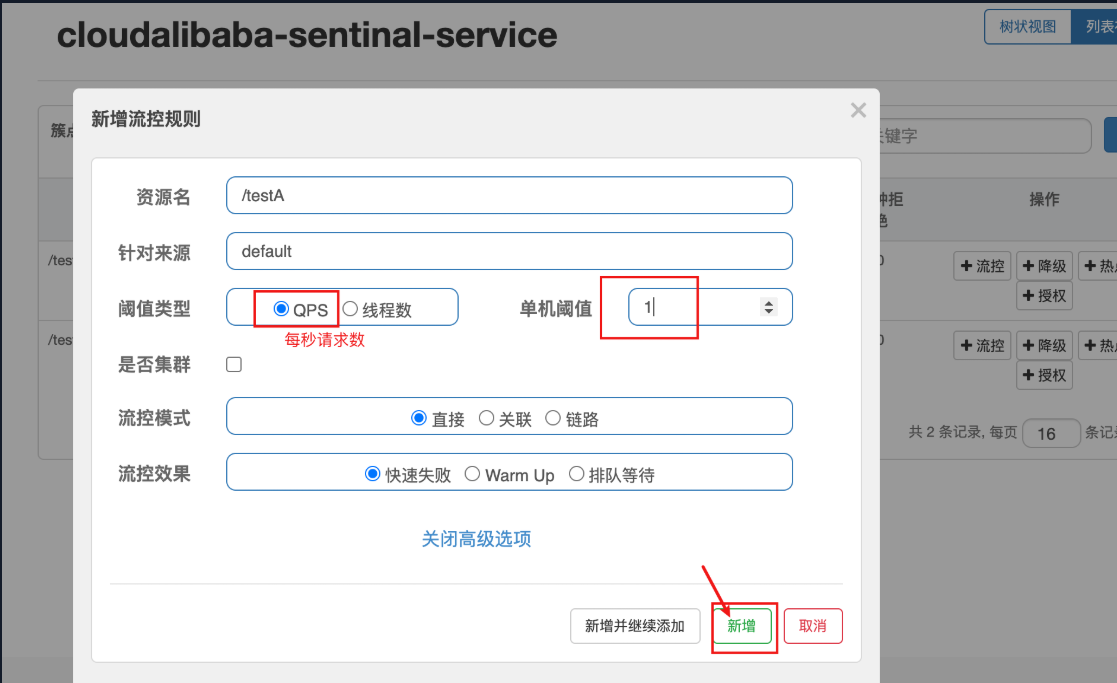 cloudalibaba-sentinal-service
树状视图 列表
簇点
关键字
新增流控规则 ×
资源名 /testA
针对来源 default
阈值类型 QPS 线程数 单机阈值 1
每秒请求数
是否集群
流控模式 直接 关联 链路
流控效果 快速失败 Warm Up 排队等待
关闭高级选项
新增并继续添加 新增 取消
操作
/tes
+ 流控 + 降级 + 热点
+ 授权
/tes
+ 流控 + 降级 + 热点
+ 授权
共 2 条记录, 每页 16 条记录